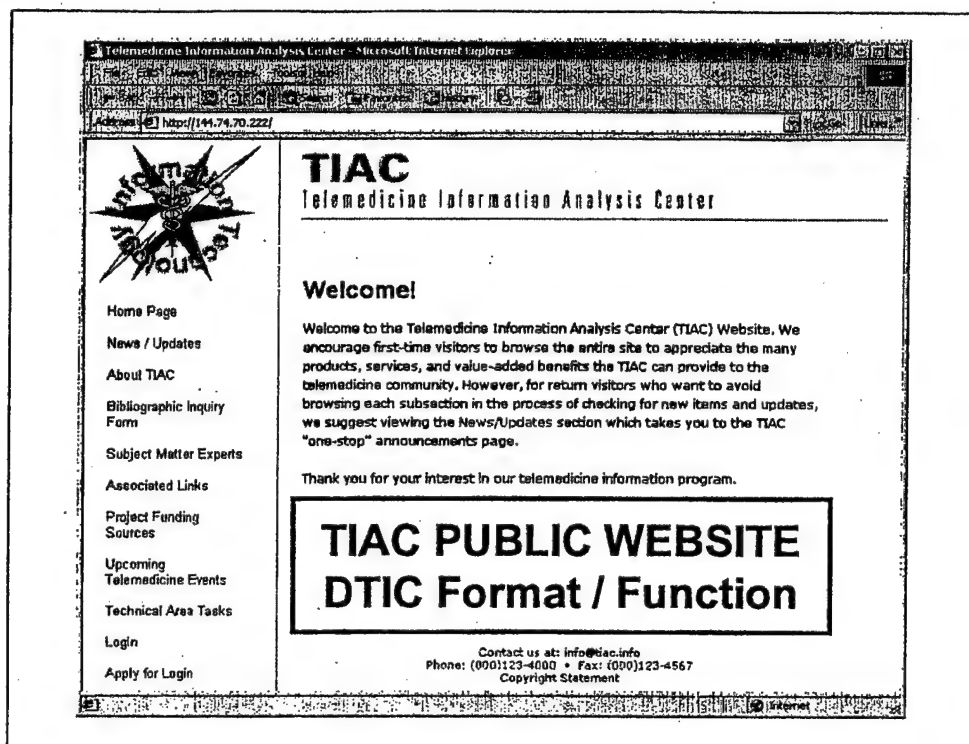 Telemedicine Information Analysis Center - Microsoft Internet Explorer
Address http://144.74.70.222/
Information Technology
TIAC
Telemedicine Information Analysis Center
Home Page
News / Updates
About TIAC
Bibliographic Inquiry
Form
Subject Matter Experts
Associated Links
Project Funding
Sources
Upcoming
Telemedicine Events
Technical Area Tasks
Login
Apply for Login
Welcome!
Welcome to the Telemedicine Information Analysis Center (TIAC) Website. We
encourage first-time visitors to browse the entire site to appreciate the many
products, services, and value-added benefits the TIAC can provide to the
telemedicine community. However, for return visitors who want to avoid
browsing each subsection in the process of checking for new items and updates,
we suggest viewing the News/Updates section which takes you to the TIAC
"one-stop" announcements page.
Thank you for your interest in our telemedicine information program.
TIAC PUBLIC WEBSITE
DTIC Format / Function
Contact us at: info@tiac.info
Phone: (000)123-4000 • Fax: (000)123-4567
Copyright Statement
Internet